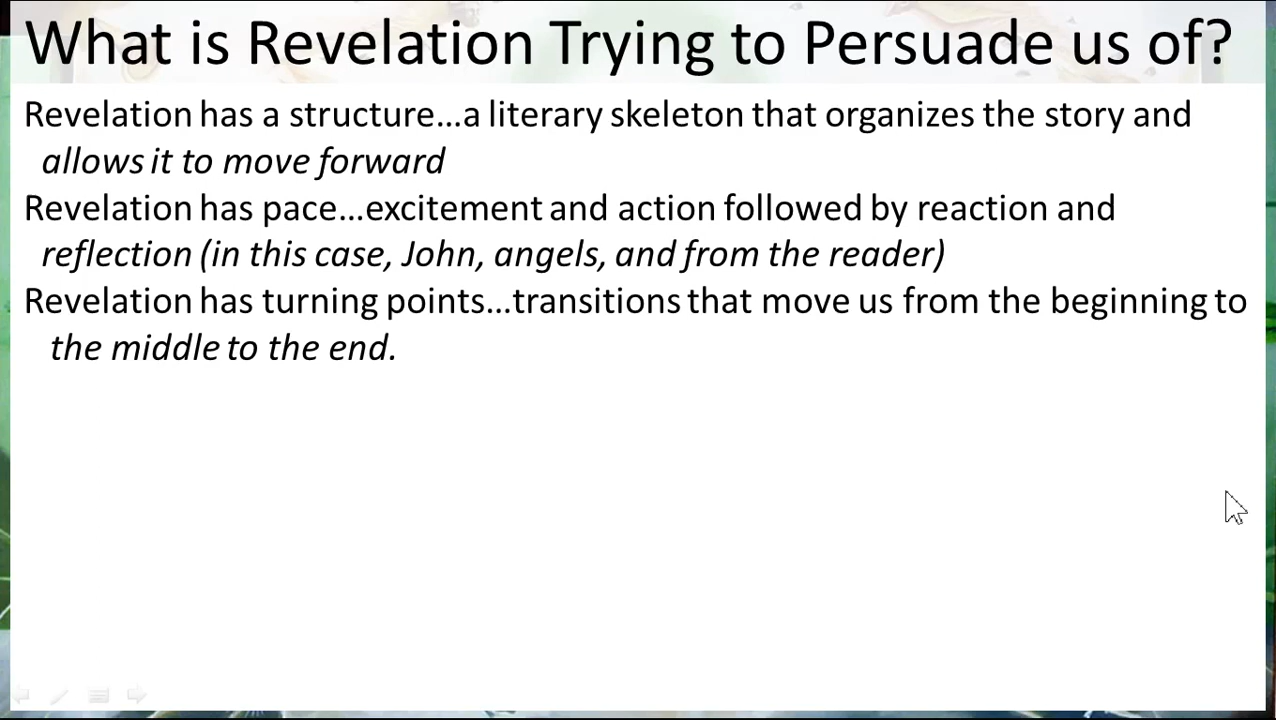 What is Revelation Trying to Persuade us of?
Revelation has a structure…a literary skeleton that organizes the story and
allows it to move forward
Revelation has pace…excitement and action followed by reaction and
reflection (in this case, John, angels, and from the reader)
Revelation has turning points…transitions that move us from the beginning to
the middle to the end.